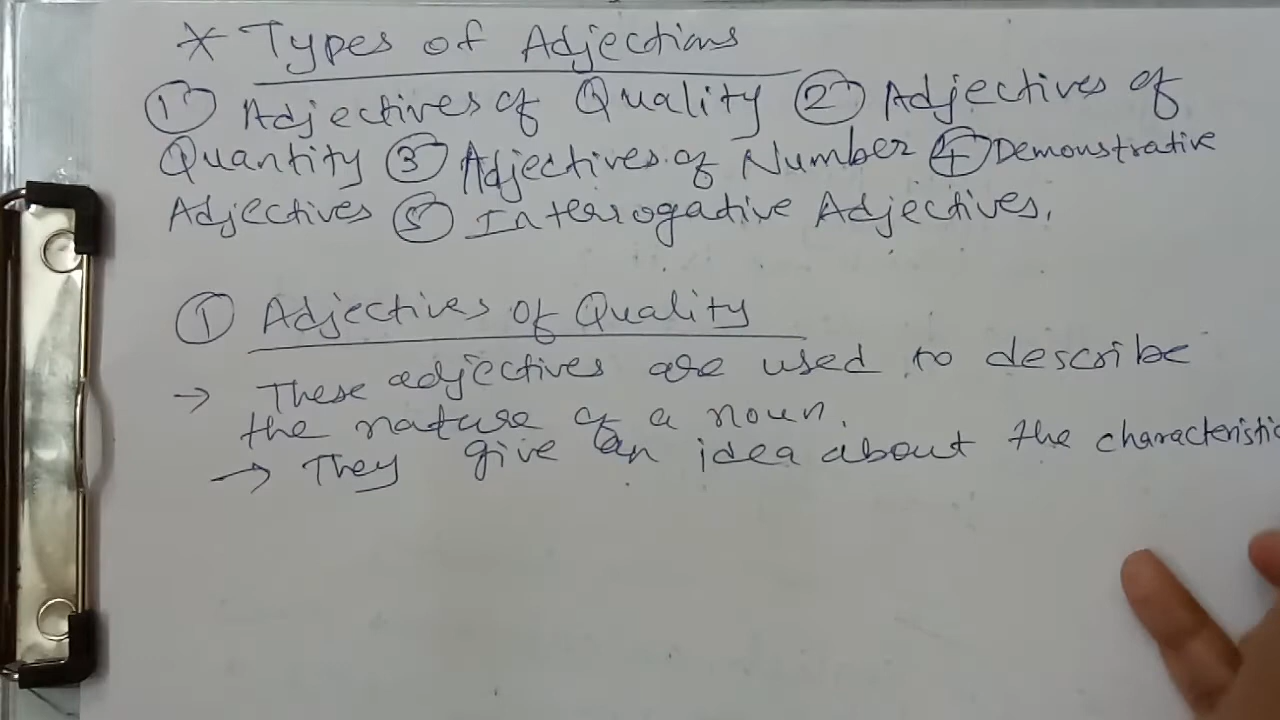 * Types of Adjections
① Adjectives of Quality ② Adjectives of
Quantity ③ Adjectives of Number ④ Demonstrative
Adjectives ⑤ Interrogative Adjectives.
① Adjectives of Quality
→ These adjectives are used to describe
the nature of a noun.
→ They give an idea about the characteristic